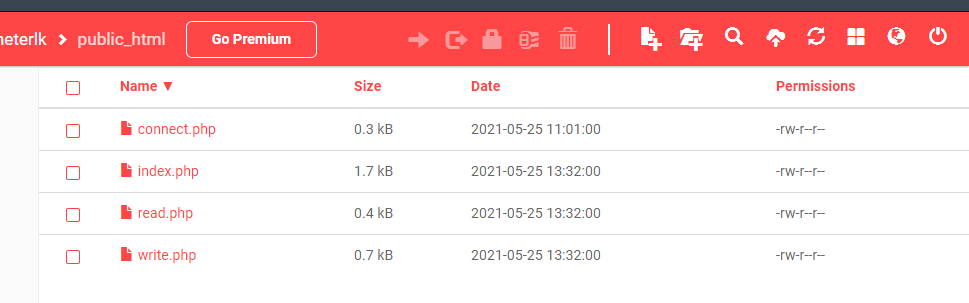 neterlk > public_html Go Premium
Name ▼ Size Date Permissions
connect.php 0.3 kB 2021-05-25 11:01:00 -rw-r--r--
index.php 1.7 kB 2021-05-25 13:32:00 -rw-r--r--
read.php 0.4 kB 2021-05-25 13:32:00 -rw-r--r--
write.php 0.7 kB 2021-05-25 13:32:00 -rw-r--r--